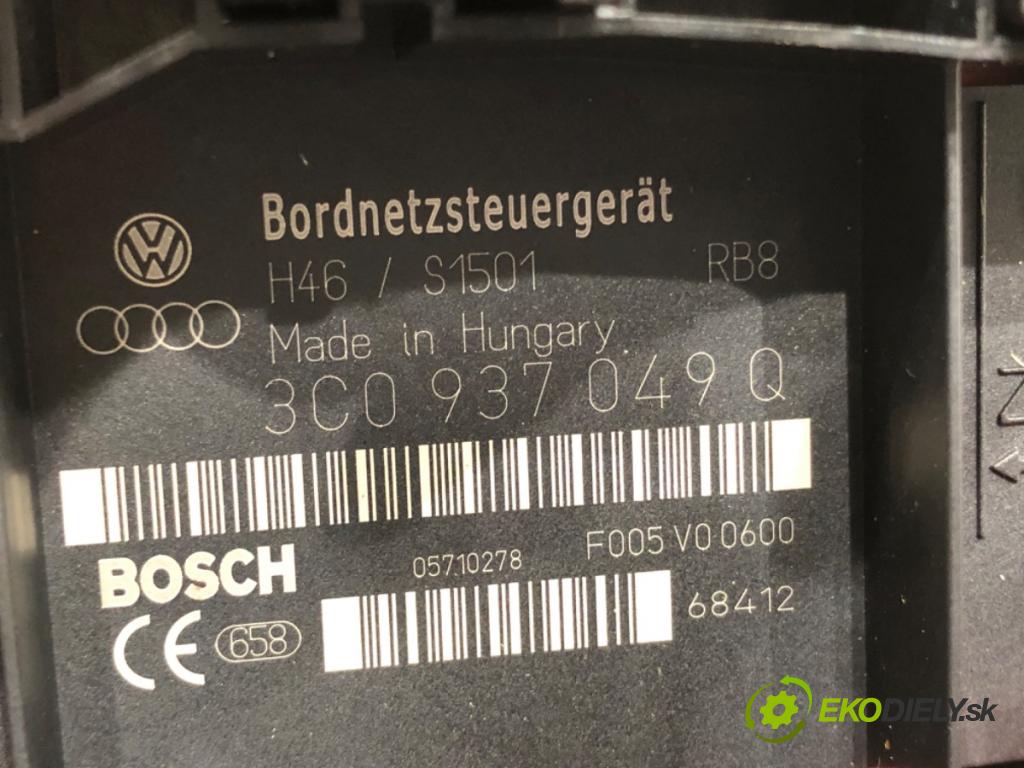 Bordnetzsteuergerät
H46 / S1501 RB8
Made in Hungary
3C0 937 049 Q
BOSCH 05710278 F005 V0 0600
CE 658 68412
EKODIELY.sk